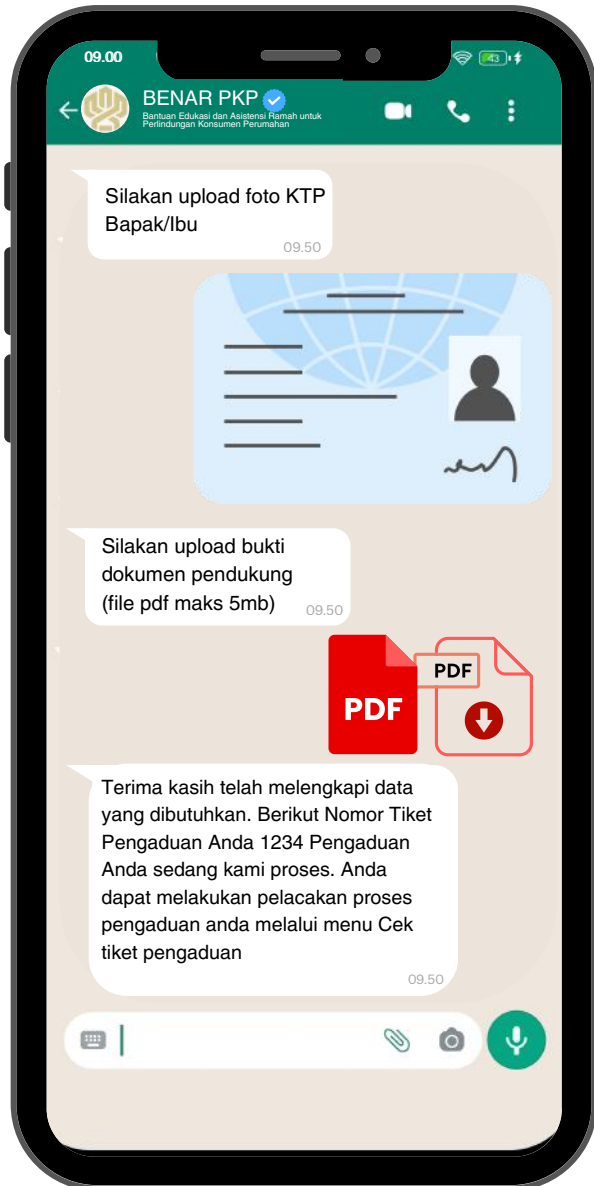 09.00
43
BENAR PKP
Bantuan Edukasi dan Asistensi Ramah untuk
Perlindungan Konsumen Perumahan
Silakan upload foto KTP
Bapak/Ibu
09.50
Silakan upload bukti
dokumen pendukung
(file pdf maks 5mb)
09.50
PDF
PDF
Terima kasih telah melengkapi data
yang dibutuhkan. Berikut Nomor Tiket
Pengaduan Anda 1234 Pengaduan
Anda sedang kami proses. Anda
dapat melakukan pelacakan proses
pengaduan anda melalui menu Cek
tiket pengaduan
09.50